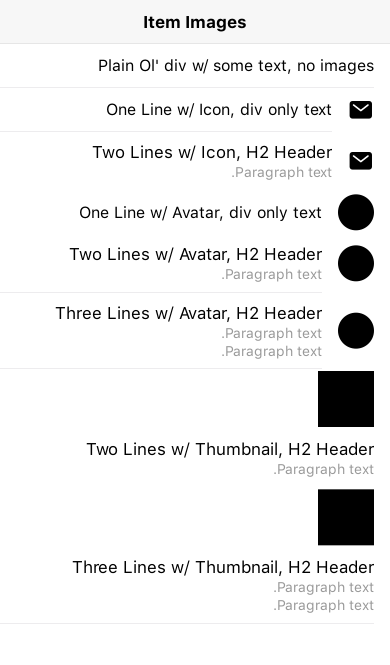 Item Images
Plain Ol' div w/ some text, no images
One Line w/ Icon, div only text
Two Lines w/ Icon, H2 Header
.Paragraph text
One Line w/ Avatar, div only text
Two Lines w/ Avatar, H2 Header
.Paragraph text
Three Lines w/ Avatar, H2 Header
.Paragraph text
.Paragraph text
Two Lines w/ Thumbnail, H2 Header
.Paragraph text
Three Lines w/ Thumbnail, H2 Header
.Paragraph text
.Paragraph text